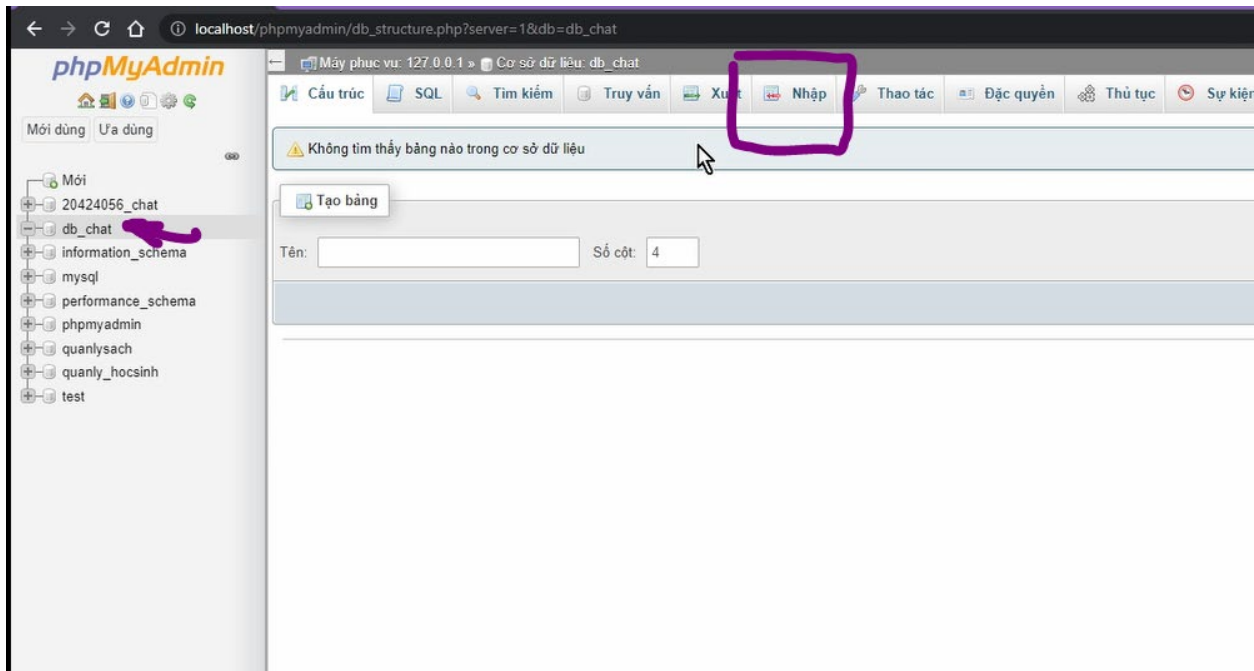 localhost/phpmyadmin/db_structure.php?server=1&db=db_chat
phpMyAdmin
Mới dùng Ưa dùng
Mới
20424056_chat
db_chat
information_schema
mysql
performance_schema
phpmyadmin
quanlysach
quanly_hocsinh
test
Máy phục vụ: 127.0.0.1 » Cơ sở dữ liệu: db_chat
Cấu trúc SQL Tìm kiếm Truy vấn Xuất Nhập Thao tác Đặc quyền Thủ tục Sự kiện
Không tìm thấy bảng nào trong cơ sở dữ liệu
Tạo bảng
Tên: Số cột: 4